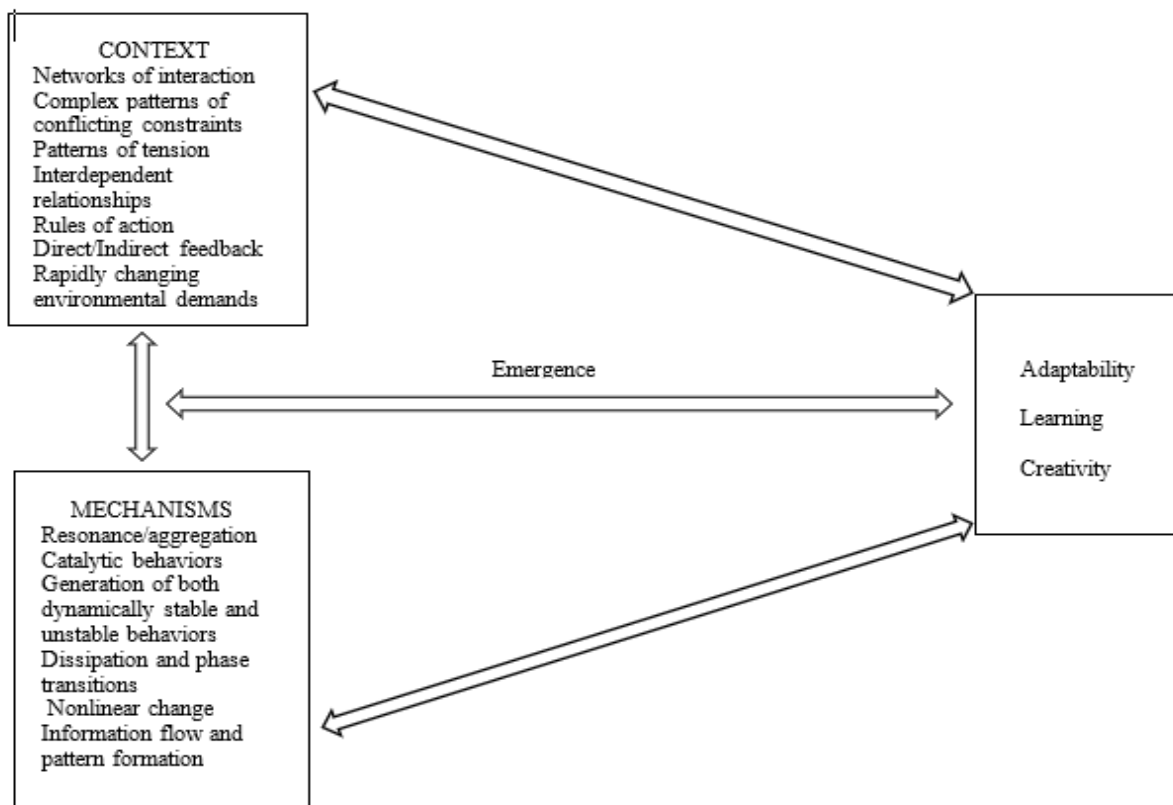 CONTEXT
Networks of interaction
Complex patterns of
conflicting constraints
Patterns of tension
Interdependent
relationships
Rules of action
Direct/Indirect feedback
Rapidly changing
environmental demands
Emergence
Adaptability
Learning
Creativity
MECHANISMS
Resonance/aggregation
Catalytic behaviors
Generation of both
dynamically stable and
unstable behaviors
Dissipation and phase
transitions
Nonlinear change
Information flow and
pattern formation